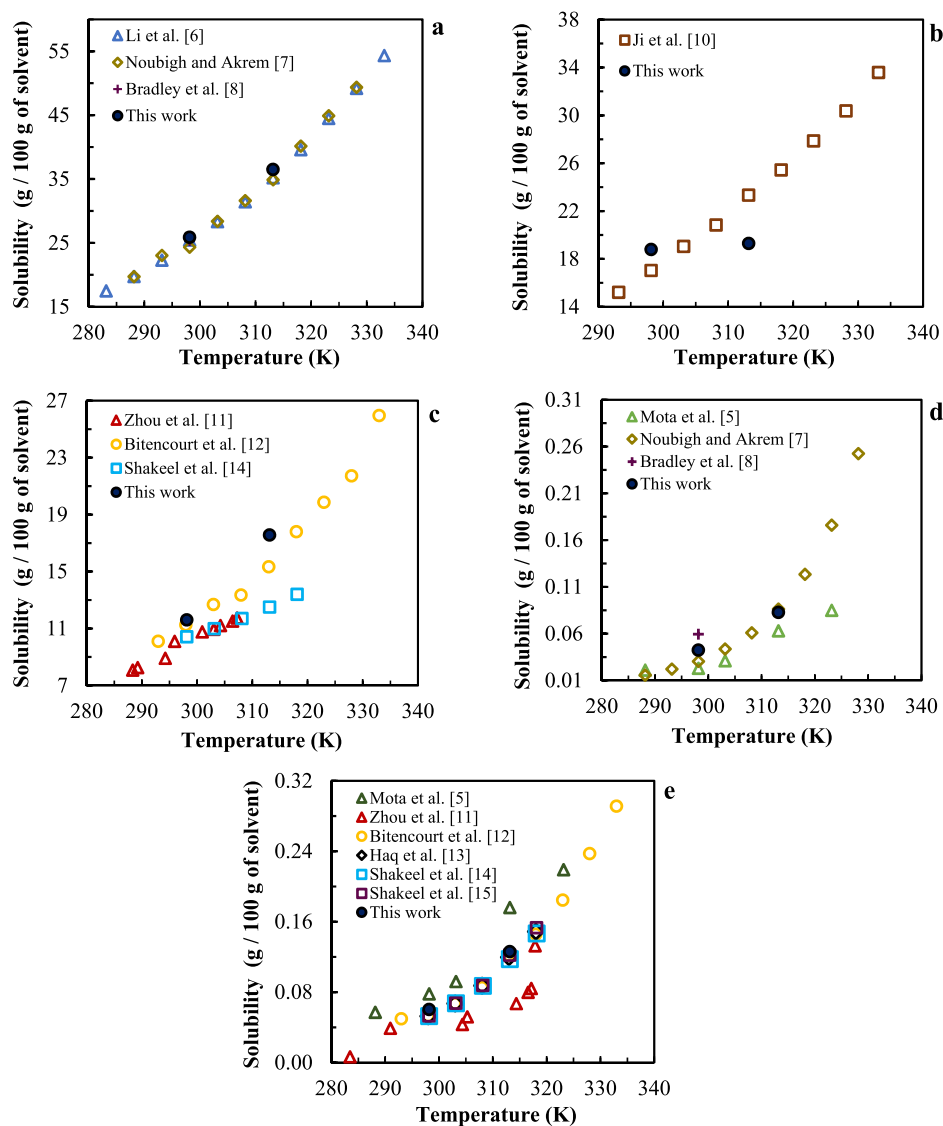 a
Li et al. [6]
Noubigh and Akrem [7]
Bradley et al. [8]
This work
Solubility (g / 100 g of solvent)
55
45
35
25
15
280 290 300 310 320 330 340
Temperature (K)
b
Ji et al. [10]
This work
Solubility (g / 100 g of solvent)
38
34
30
26
22
18
14
290 300 310 320 330 340
Temperature (K)
c
Zhou et al. [11]
Bitencourt et al. [12]
Shakeel et al. [14]
This work
Solubility (g / 100 g of solvent)
27
23
19
15
11
7
280 290 300 310 320 330 340
Temperature (K)
d
Mota et al. [5]
Noubigh and Akrem [7]
Bradley et al. [8]
This work
Solubility (g / 100 g of solvent)
0.31
0.26
0.21
0.16
0.11
0.06
0.01
280 290 300 310 320 330 340
Temperature (K)
e
Mota et al. [5]
Zhou et al. [11]
Bitencourt et al. [12]
Haq et al. [13]
Shakeel et al. [14]
Shakeel et al. [15]
This work
Solubility (g / 100 g of solvent)
0.32
0.24
0.16
0.08
0.00
280 290 300 310 320 330 340
Temperature (K)